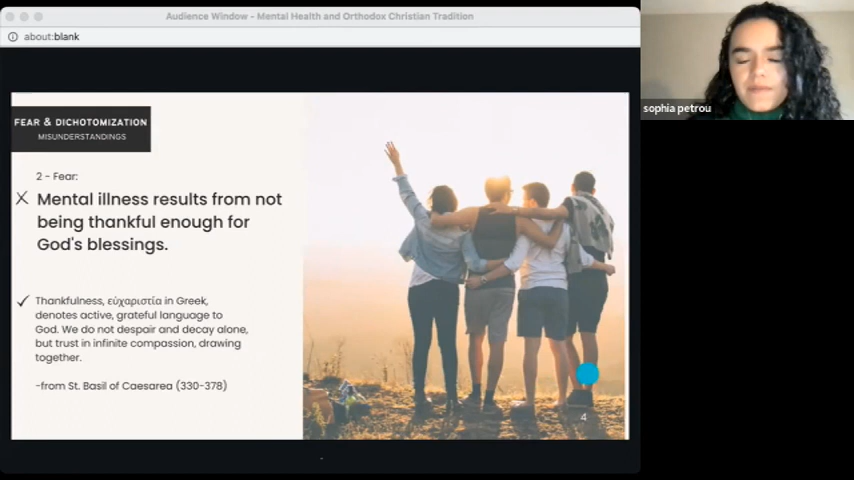 Audience Window - Mental Health and Orthodox Christian Tradition
about:blank
sophia petrou
FEAR & DICHOTOMIZATION
MISUNDERSTANDINGS
2 - Fear:
Mental illness results from not
being thankful enough for
God's blessings.
Thankfulness, εὐχαριστία in Greek,
denotes active, grateful language to
God. We do not despair and decay alone,
but trust in infinite compassion, drawing
together.
-from St. Basil of Caesarea (330-378)
4